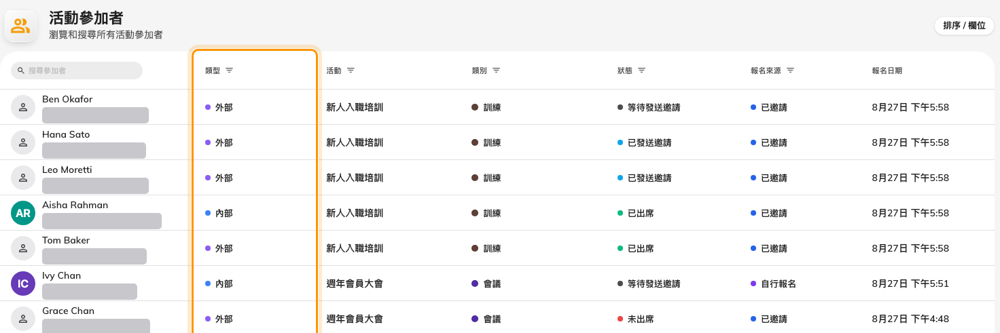 活動參加者
瀏覽和搜尋所有活動參加者
排序 / 欄位
搜尋參加者 類型 活動 類別 狀態 報名來源 報名日期
Ben Okafor
外部 新人入職培訓 訓練 等待發送邀請 已邀請 8月27日 下午5:58
Hana Sato
外部 新人入職培訓 訓練 已發送邀請 已邀請 8月27日 下午5:58
Leo Moretti
外部 新人入職培訓 訓練 已發送邀請 已邀請 8月27日 下午5:58
Aisha Rahman
AR 內部 新人入職培訓 訓練 已出席 已邀請 8月27日 下午5:58
Tom Baker
外部 新人入職培訓 訓練 已出席 已邀請 8月27日 下午5:58
Ivy Chan
IC 內部 週年會員大會 會議 等待發送邀請 自行報名 8月27日 下午5:51
Grace Chan
外部 週年會員大會 會議 未出席 已邀請 8月27日 下午4:48